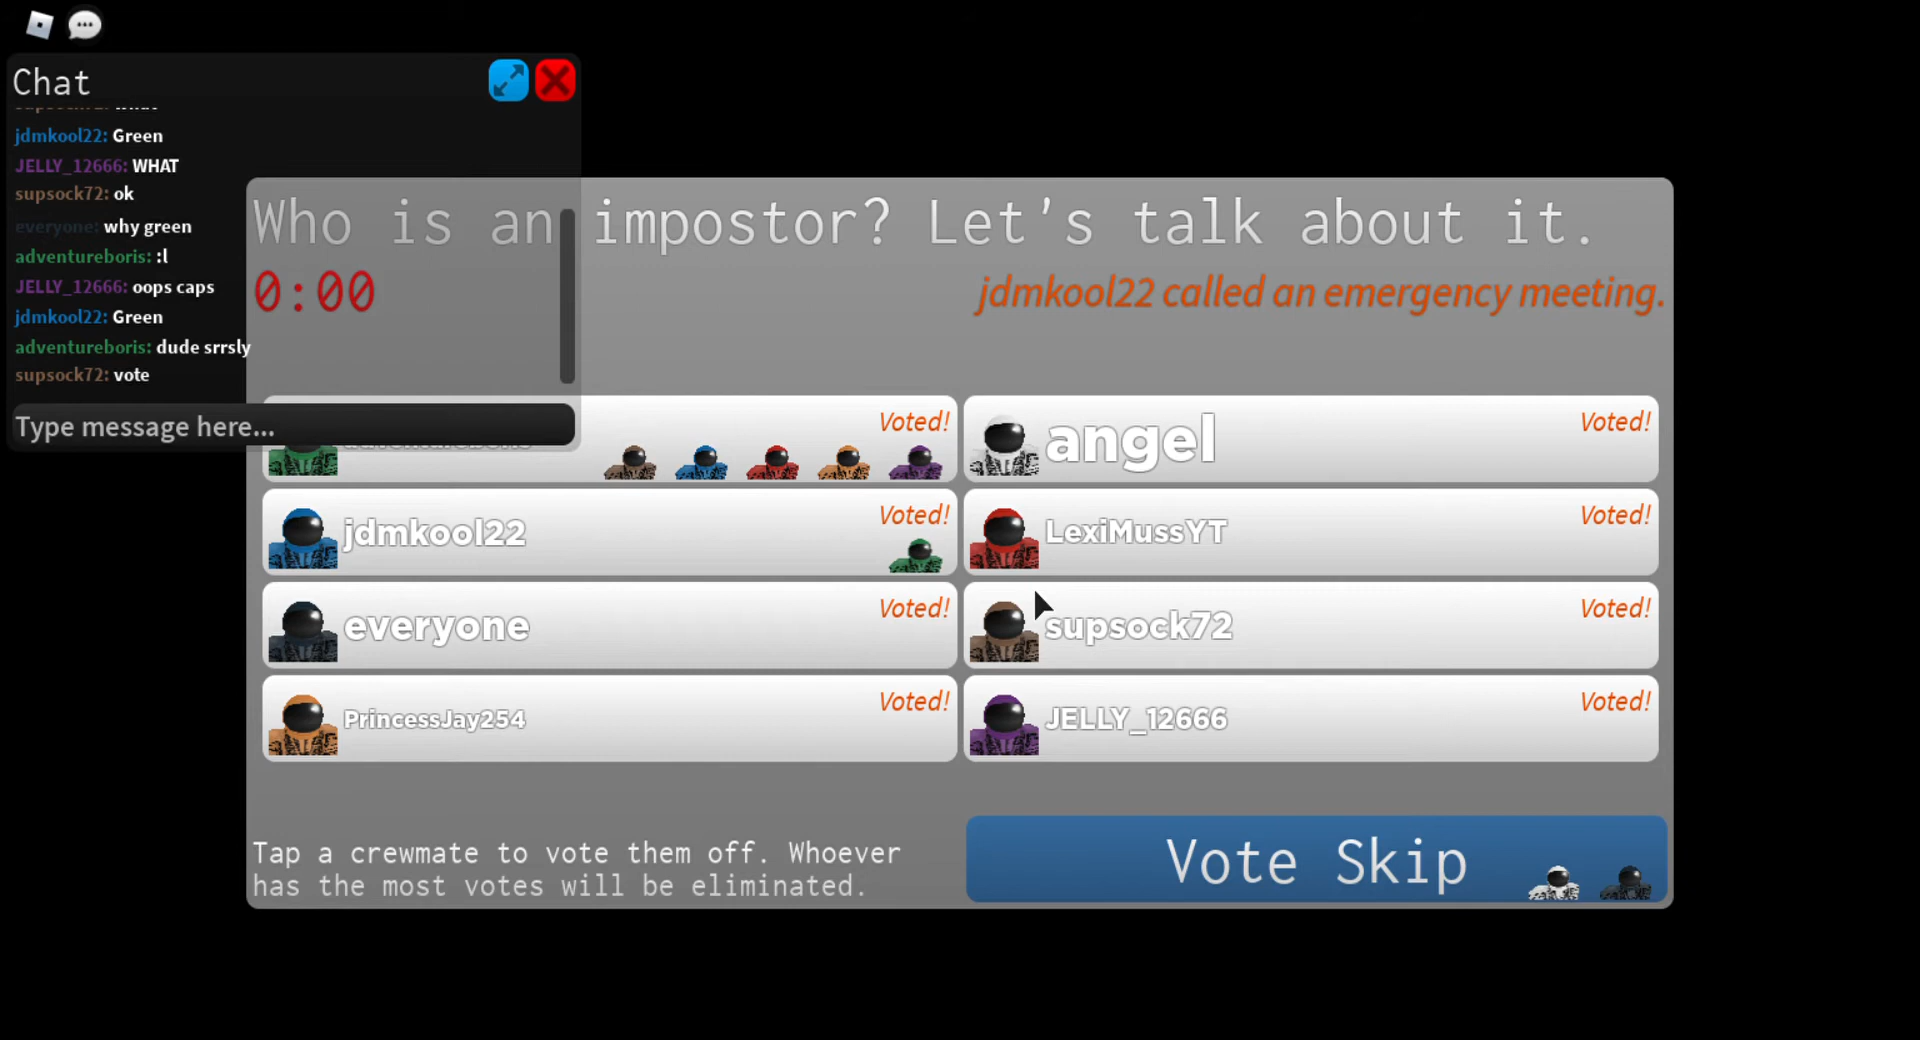 Chat
jdmkool22: Green
JELLY_12666: WHAT
supsock72: ok
everyone: why green
adventureboris: :l
JELLY_12666: oops caps
jdmkool22: Green
adventureboris: dude srrsly
supsock72: vote
Type message here...
Who is an impostor? Let's talk about it.
0:00
jdmkool22 called an emergency meeting.
Voted!
angel
Voted!
jdmkool22
Voted!
LexiMussYT
Voted!
everyone
Voted!
supsock72
Voted!
PrincessJay254
Voted!
JELLY_12666
Voted!
Tap a crewmate to vote them off. Whoever
has the most votes will be eliminated.
Vote Skip